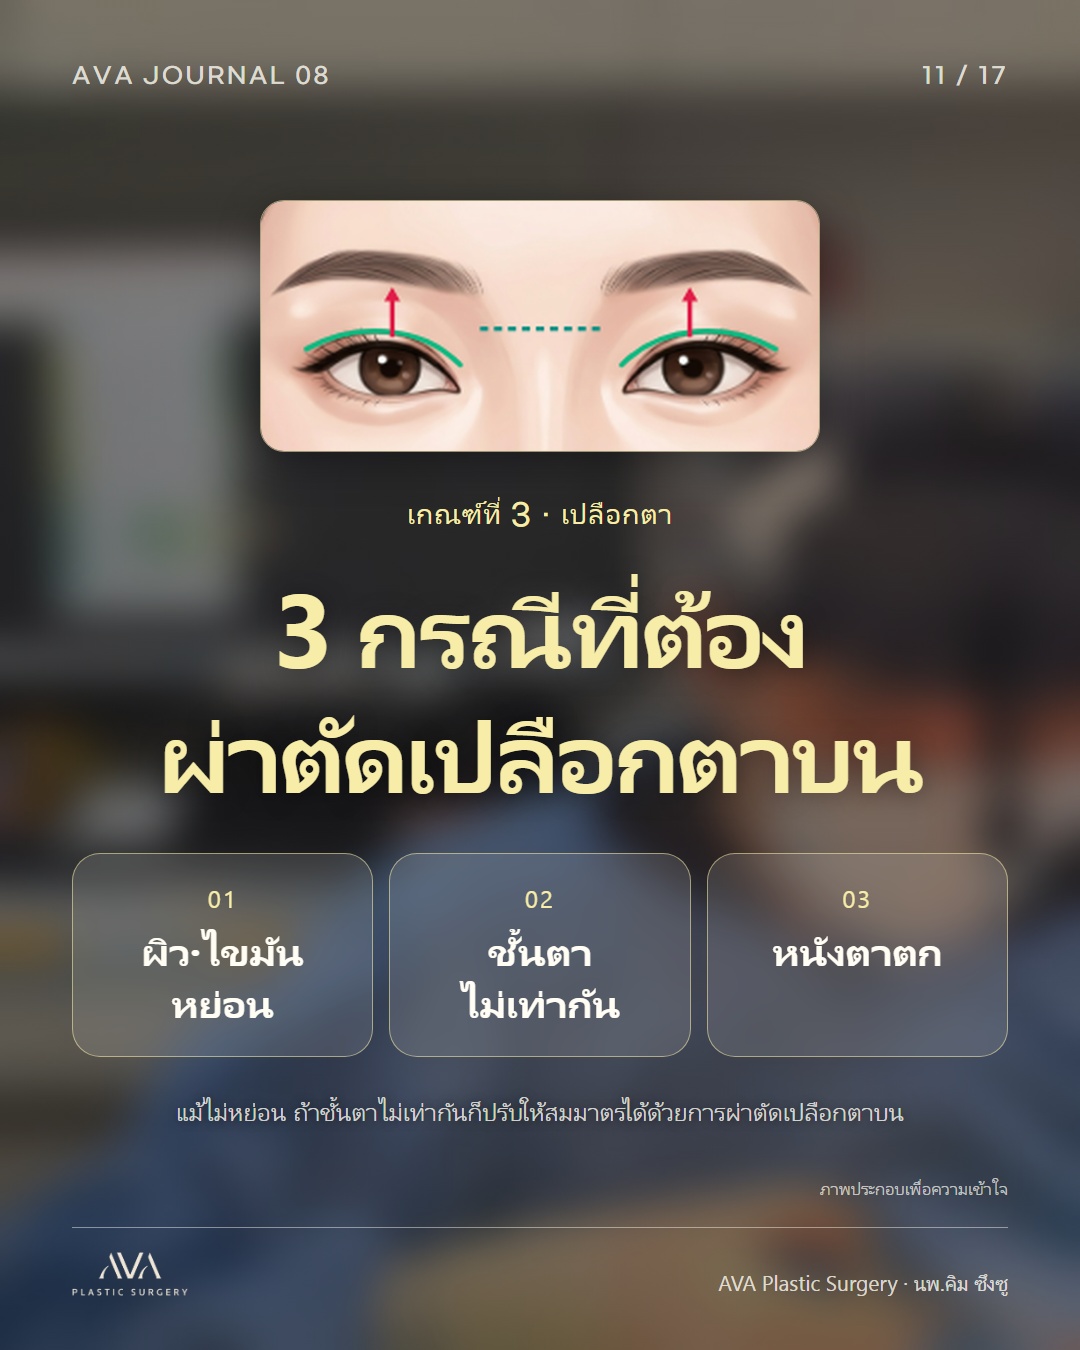 AVA JOURNAL 08
11 / 17
เกณฑ์ที่ 3 · เปลือกตา
3 กรณีที่ต้อง
ผ่าตัดเปลือกตาบน
01
ผิว·ไขมัน
หย่อน
02
ชั้นตา
ไม่เท่ากัน
03
หนังตาตก
แม้ไม่หย่อน ถ้าชั้นตาไม่เท่ากันก็ปรับให้สมมาตรได้ด้วยการผ่าตัดเปลือกตาบน
ภาพประกอบเพื่อความเข้าใจ
AVA
PLASTIC SURGERY
AVA Plastic Surgery · นพ.คิม ซึงซู